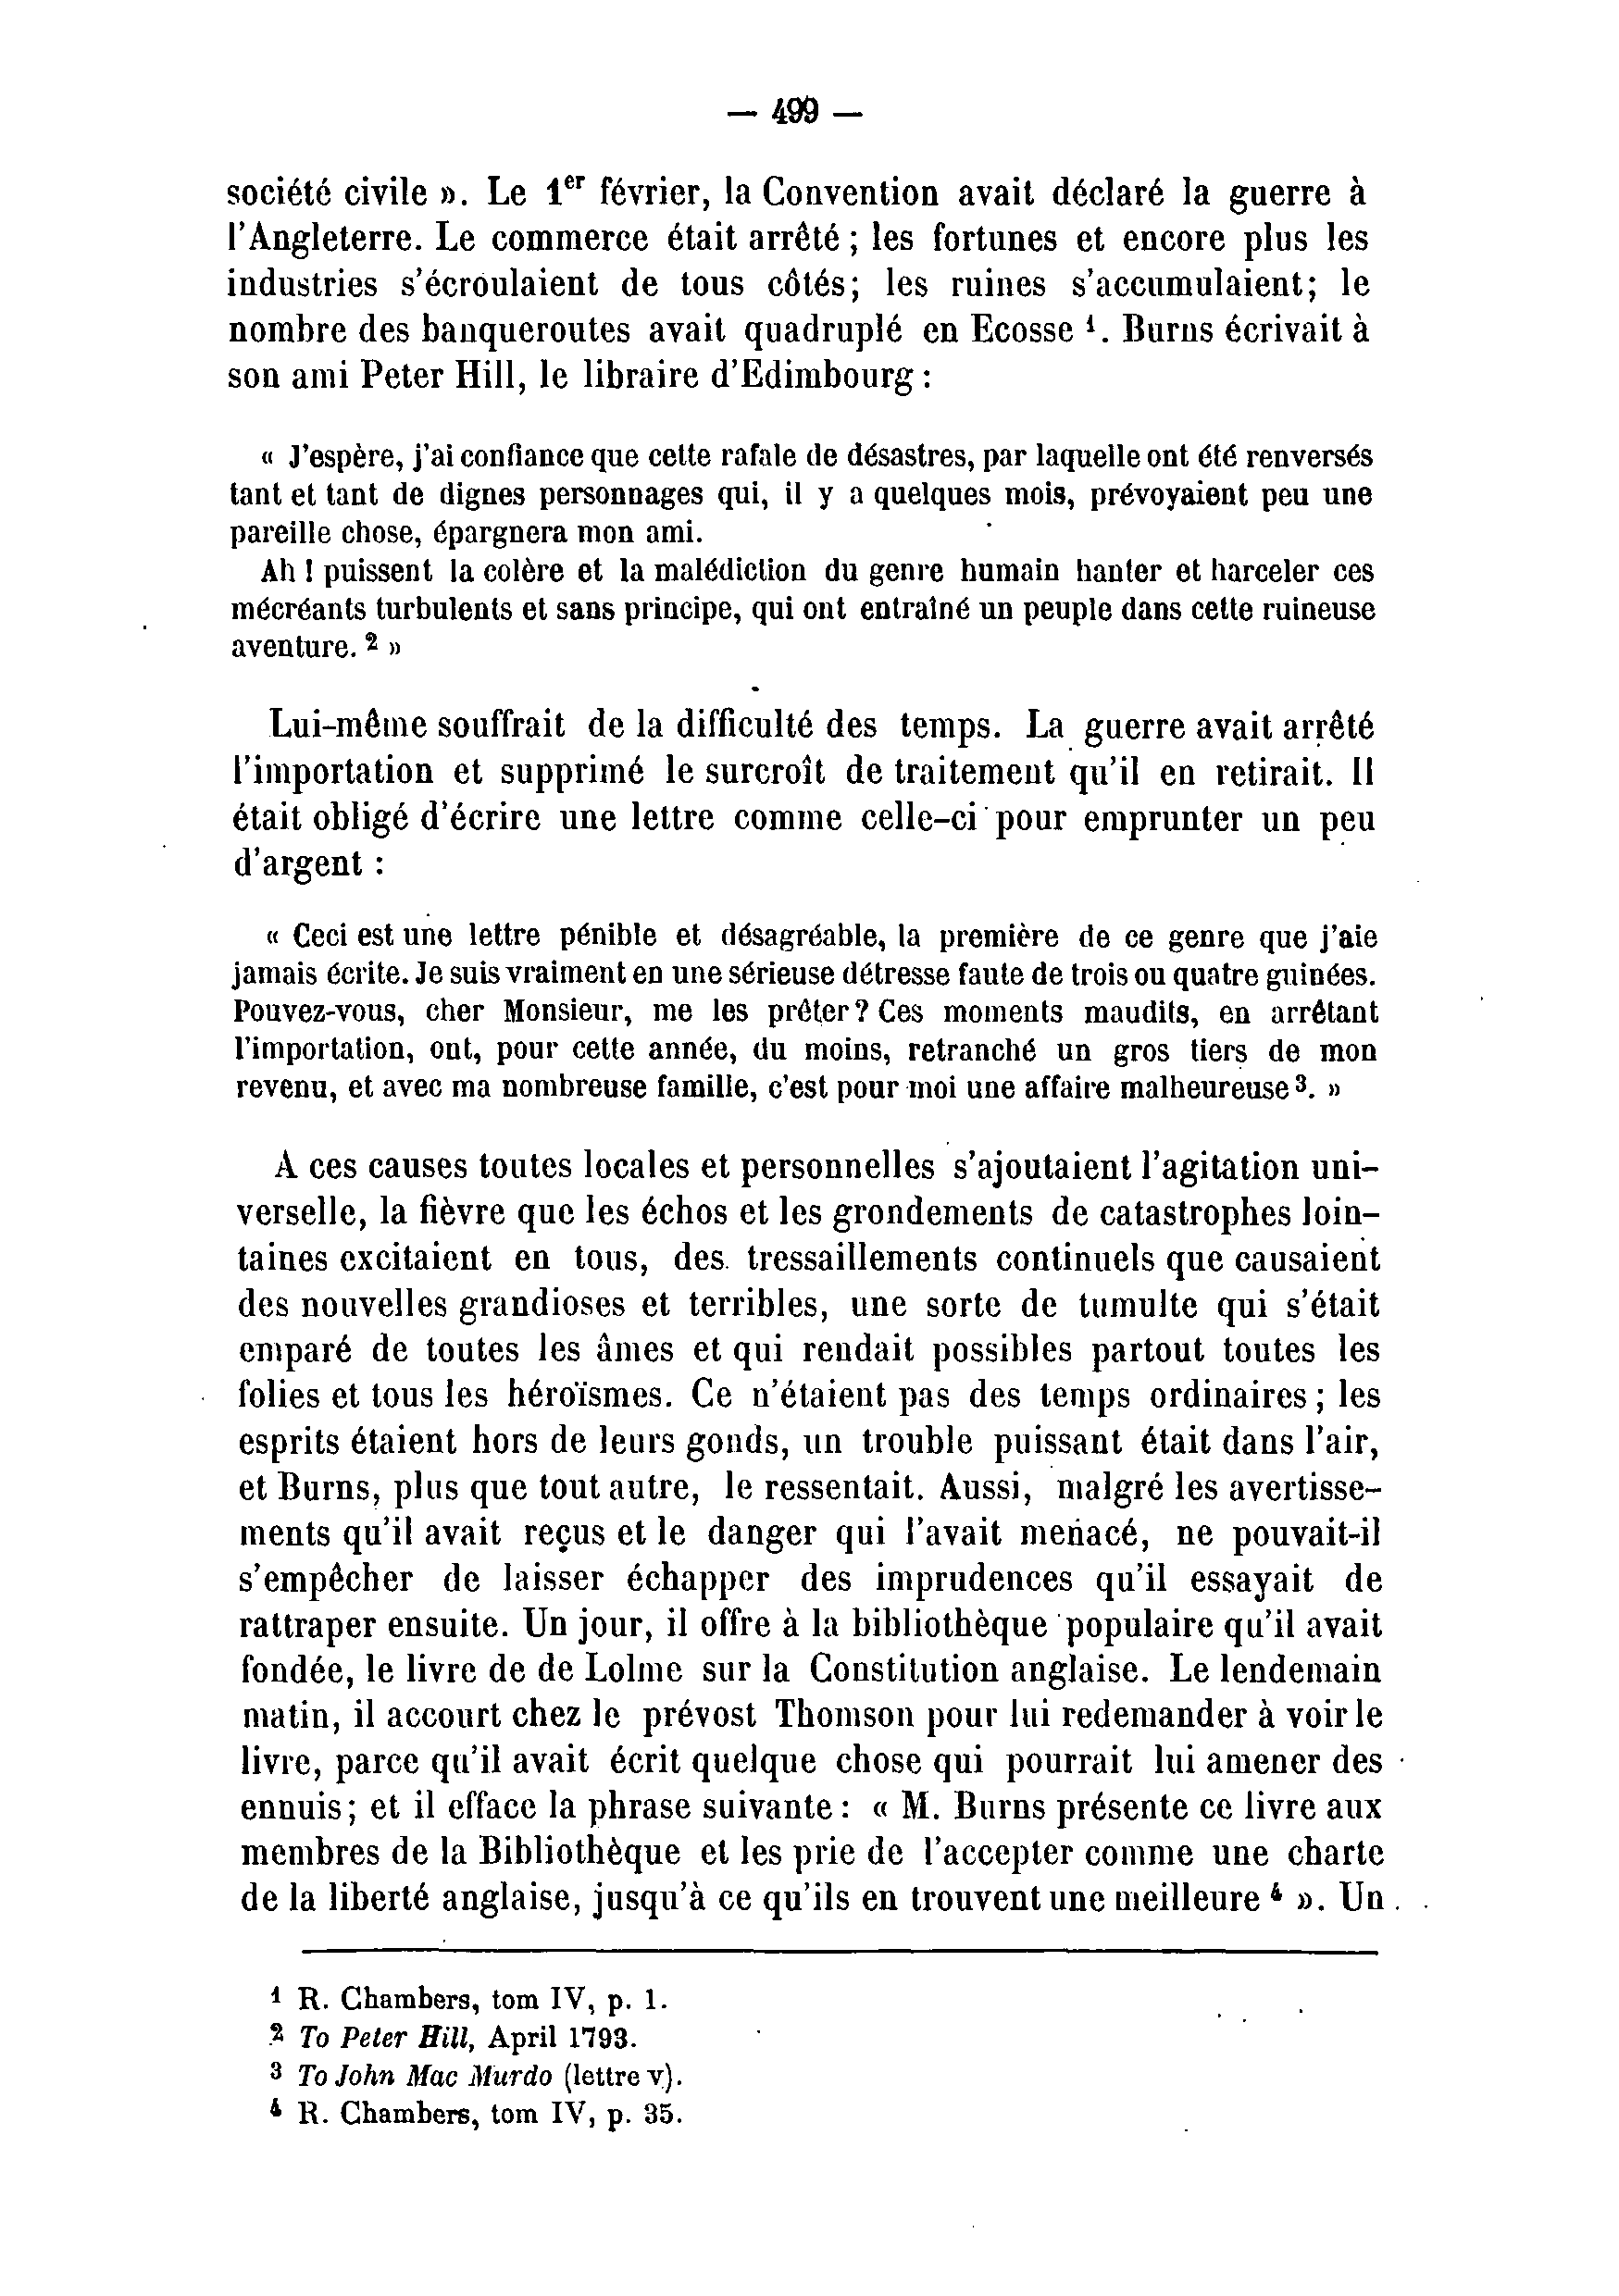 — 499 —
société civile ». Le 1er février, la Convention avait déclaré la guerre à
l'Angleterre. Le commerce était arrêté ; les fortunes et encore plus les
industries s'écroulaient de tous côtés; les ruines s'accumulaient; le
nombre des banqueroutes avait quadruplé en Ecosse 1. Burns écrivait à
son ami Peter Hill, le libraire d'Edimbourg :
« J'espère, j'ai confiance que cette rafale de désastres, par laquelle ont été renversés
tant et tant de dignes personnages qui, il y a quelques mois, prévoyaient peu une
pareille chose, épargnera mon ami.
Ah ! puissent la colère et la malédiction du genre humain hanter et harceler ces
mécréants turbulents et sans principe, qui ont entraîné un peuple dans cette ruineuse
aventure. 2 »
Lui-même souffrait de la difficulté des temps. La guerre avait arrêté
l'importation et supprimé le surcroît de traitement qu'il en retirait. Il
était obligé d'écrire une lettre comme celle-ci pour emprunter un peu
d'argent :
« Ceci est une lettre pénible et désagréable, la première de ce genre que j'aie
jamais écrite. Je suis vraiment en une sérieuse détresse faute de trois ou quatre guinées.
Pouvez-vous, cher Monsieur, me les prêter? Ces moments maudits, en arrêtant
l'importation, ont, pour cette année, du moins, retranché un gros tiers de mon
revenu, et avec ma nombreuse famille, c'est pour moi une affaire malheureuse 3. »
A ces causes toutes locales et personnelles s'ajoutaient l'agitation uni-
verselle, la fièvre que les échos et les grondements de catastrophes loin-
taines excitaient en tous, des tressaillements continuels que causaient
des nouvelles grandioses et terribles, une sorte de tumulte qui s'était
emparé de toutes les âmes et qui rendait possibles partout toutes les
folies et tous les héroïsmes. Ce n'étaient pas des temps ordinaires ; les
esprits étaient hors de leurs gonds, un trouble puissant était dans l'air,
et Burns, plus que tout autre, le ressentait. Aussi, malgré les avertisse-
ments qu'il avait reçus et le danger qui l'avait menacé, ne pouvait-il
s'empêcher de laisser échapper des imprudences qu'il essayait de
rattraper ensuite. Un jour, il offre à la bibliothèque populaire qu'il avait
fondée, le livre de de Lolme sur la Constitution anglaise. Le lendemain
matin, il accourt chez le prévost Thomson pour lui redemander à voir le
livre, parce qu'il avait écrit quelque chose qui pourrait lui amener des
ennuis; et il efface la phrase suivante : « M. Burns présente ce livre aux
membres de la Bibliothèque et les prie de l'accepter comme une charte
de la liberté anglaise, jusqu'à ce qu'ils en trouvent une meilleure 4 ». Un
1 R. Chambers, tom IV, p. 1.
2 To Peter Hill, April 1793.
3 To John Mac Murdo (lettre v).
4 R. Chambers, tom IV, p. 35.